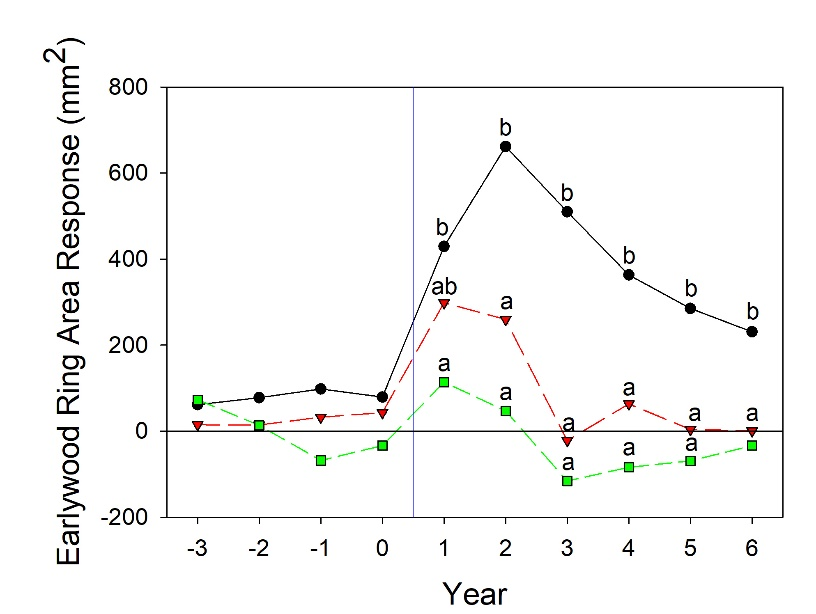 Earlywood Ring Area Response (mm²)
800
600
400
200
0
-200
b
b
b
b
b
b
ab
a
a
a
a
a
a
a
a
a
a
-3 -2 -1 0 1 2 3 4 5 6
Year